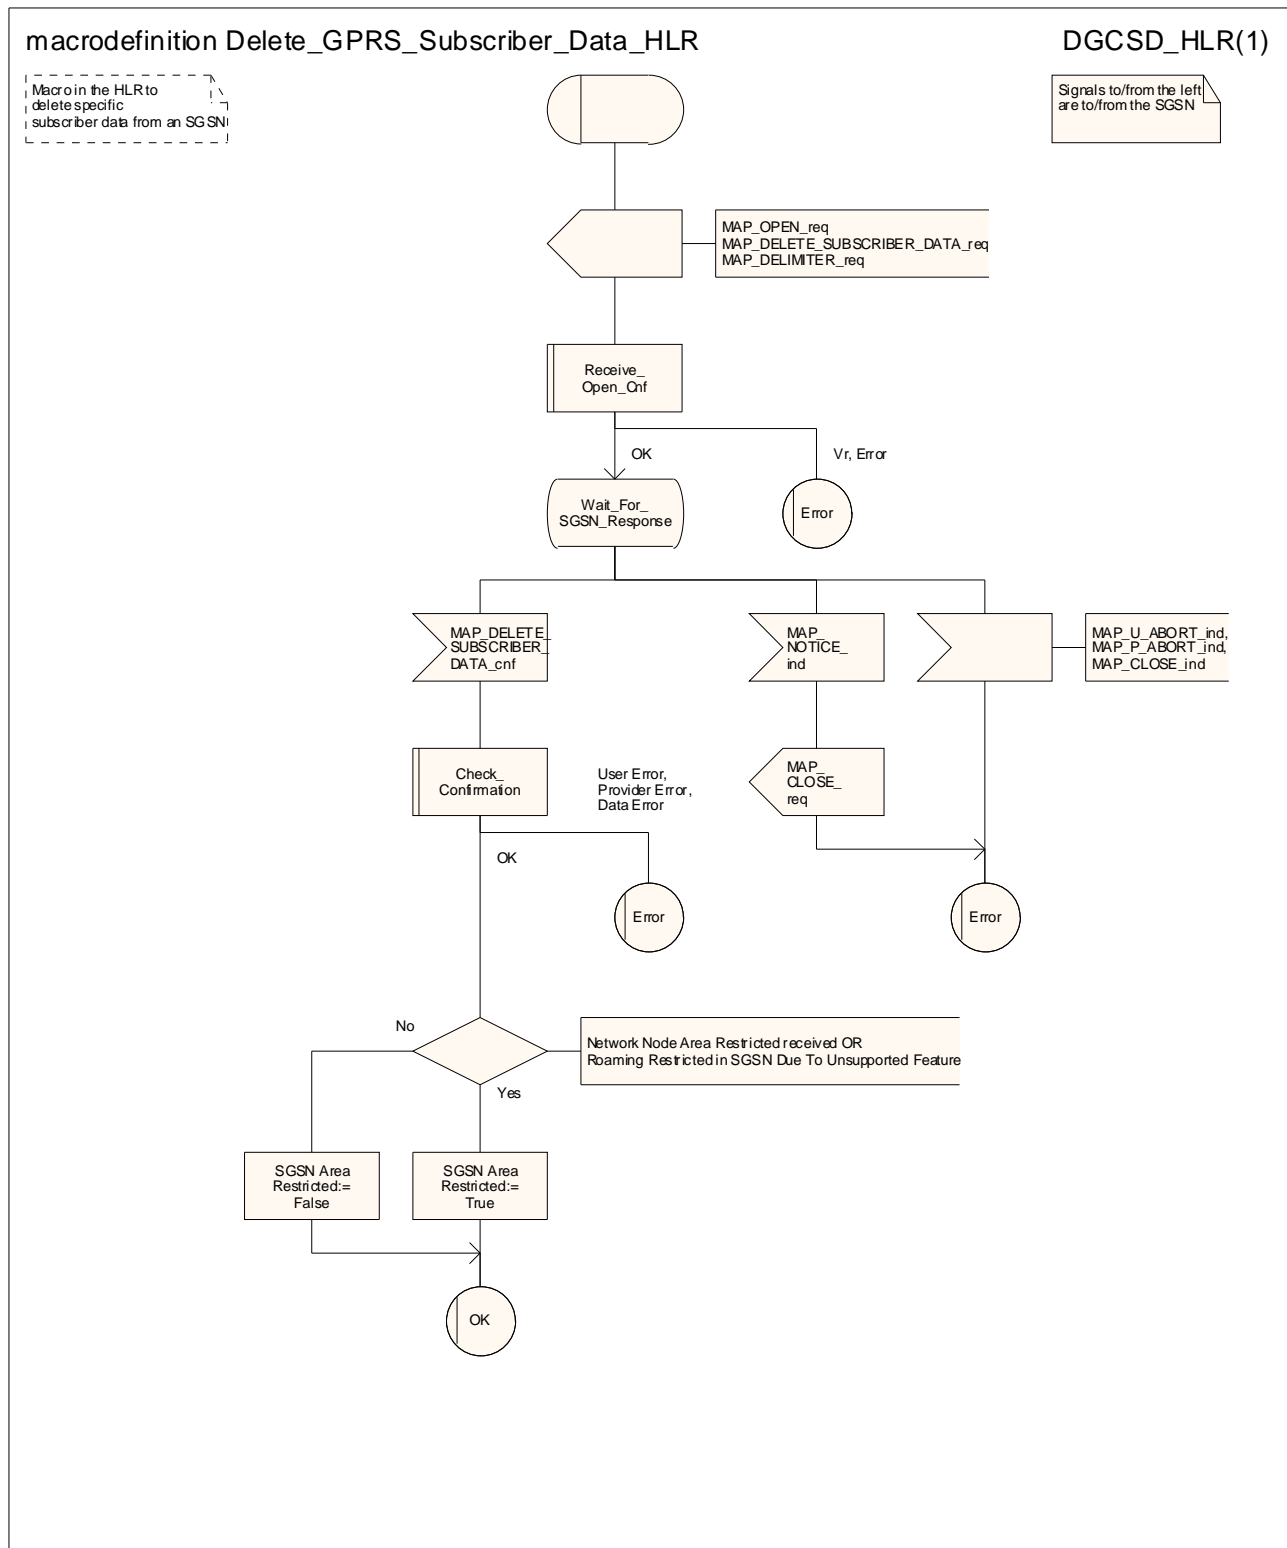 macrodefinition Delete_GPRS_Subscriber_Data_HLR
DGCSD_HLR(1)
Macro in the HLR to
delete specific
subscriber data from an SGSN
Signals to/from the left
are to/from the SGSN
MAP_OPEN_req
MAP_DELETE_SUBSCRIBER_DATA_req
MAP_DELIMITER_req
Receive_
Open_Cnf
OK
Vr, Error
Wait_For_
SGSN_Response
Error
MAP_DELETE_
SUBSCRIBER_
DATA_cnf
MAP_
NOTICE_
ind
MAP_U_ABORT_ind,
MAP_P_ABORT_ind,
MAP_CLOSE_ind
Check_
Confirmation
User Error,
Provider Error,
Data Error
MAP_
CLOSE_
req
OK
Error
Error
No
Network Node Area Restricted received OR
Roaming Restricted in SGSN Due To Unsupported Feature
Yes
SGSN Area
Restricted:=
False
SGSN Area
Restricted:=
True
OK